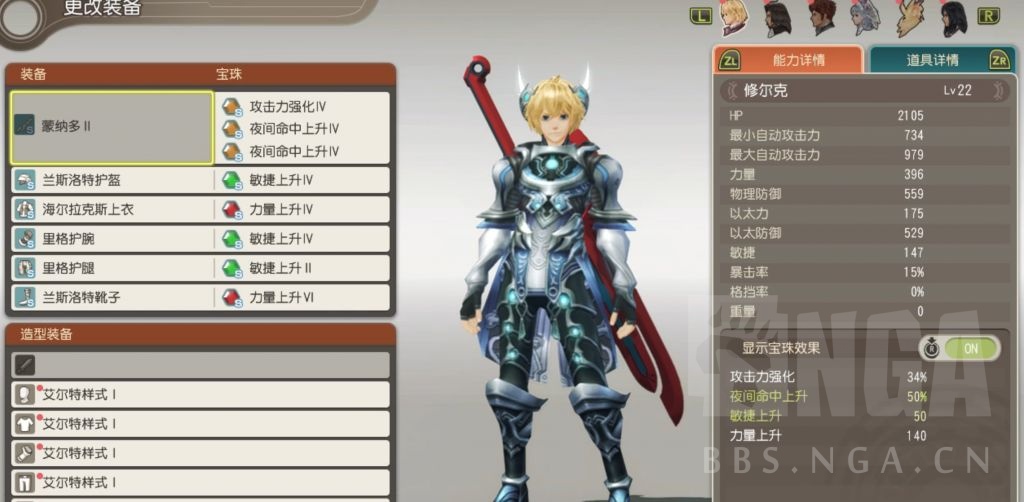 更改装备
L
R
装备 宝珠
蒙纳多Ⅱ
攻击力强化Ⅳ
夜间命中上升Ⅳ
夜间命中上升Ⅳ
兰斯洛特护盔 敏捷上升Ⅳ
海尔拉克斯上衣 力量上升Ⅳ
里格护腕 敏捷上升Ⅳ
里格护腿 敏捷上升Ⅱ
兰斯洛特靴子 力量上升Ⅵ
造型装备
艾尔特样式Ⅰ
艾尔特样式Ⅰ
艾尔特样式Ⅰ
艾尔特样式Ⅰ
ZL 能力详情 道具详情 ZR
修尔克 Lv 22
HP 2105
最小自动攻击力 734
最大自动攻击力 979
力量 396
物理防御 559
以太力 175
以太防御 529
敏捷 147
暴击率 15%
格挡率 0%
重量 0
显示宝珠效果 R ON
攻击力强化 34%
夜间命中上升 50%
敏捷上升 50
力量上升 140
NGA
BBS.NGA.CN